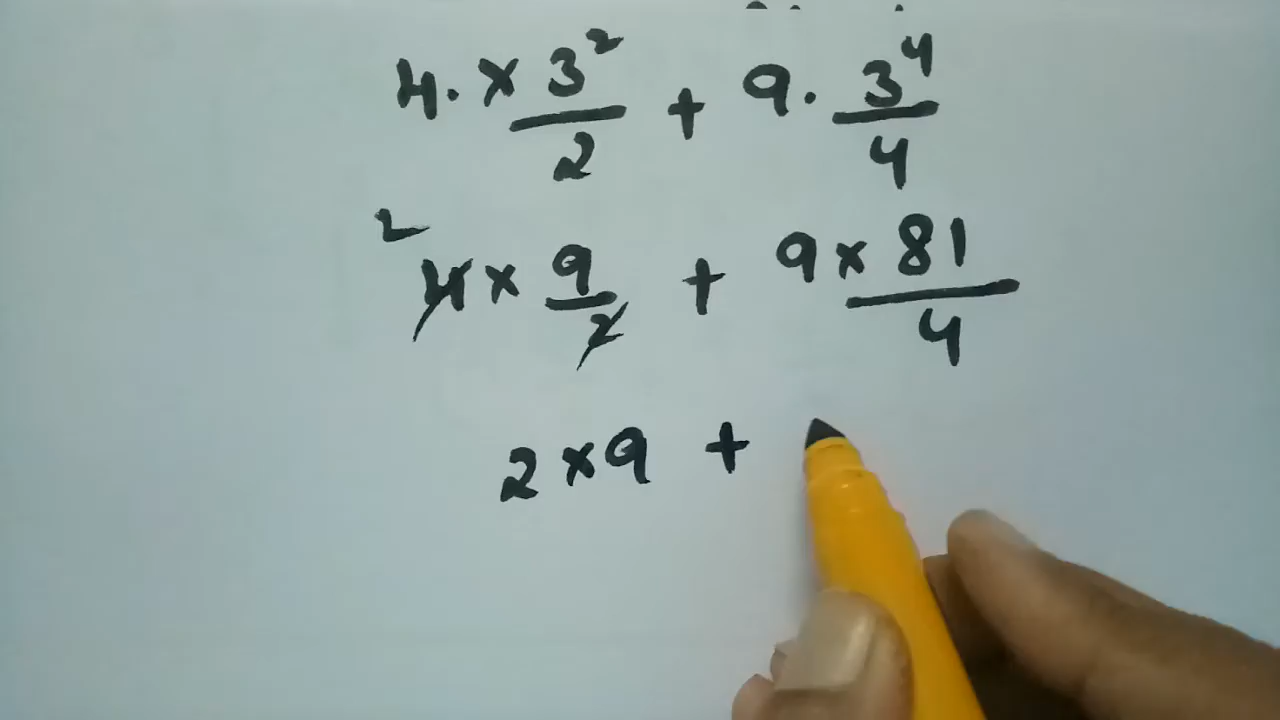 4. × 3²/2 + 9. 3⁴/4
2 4 × 9/2 + 9 × 81/4
2 × 9 +